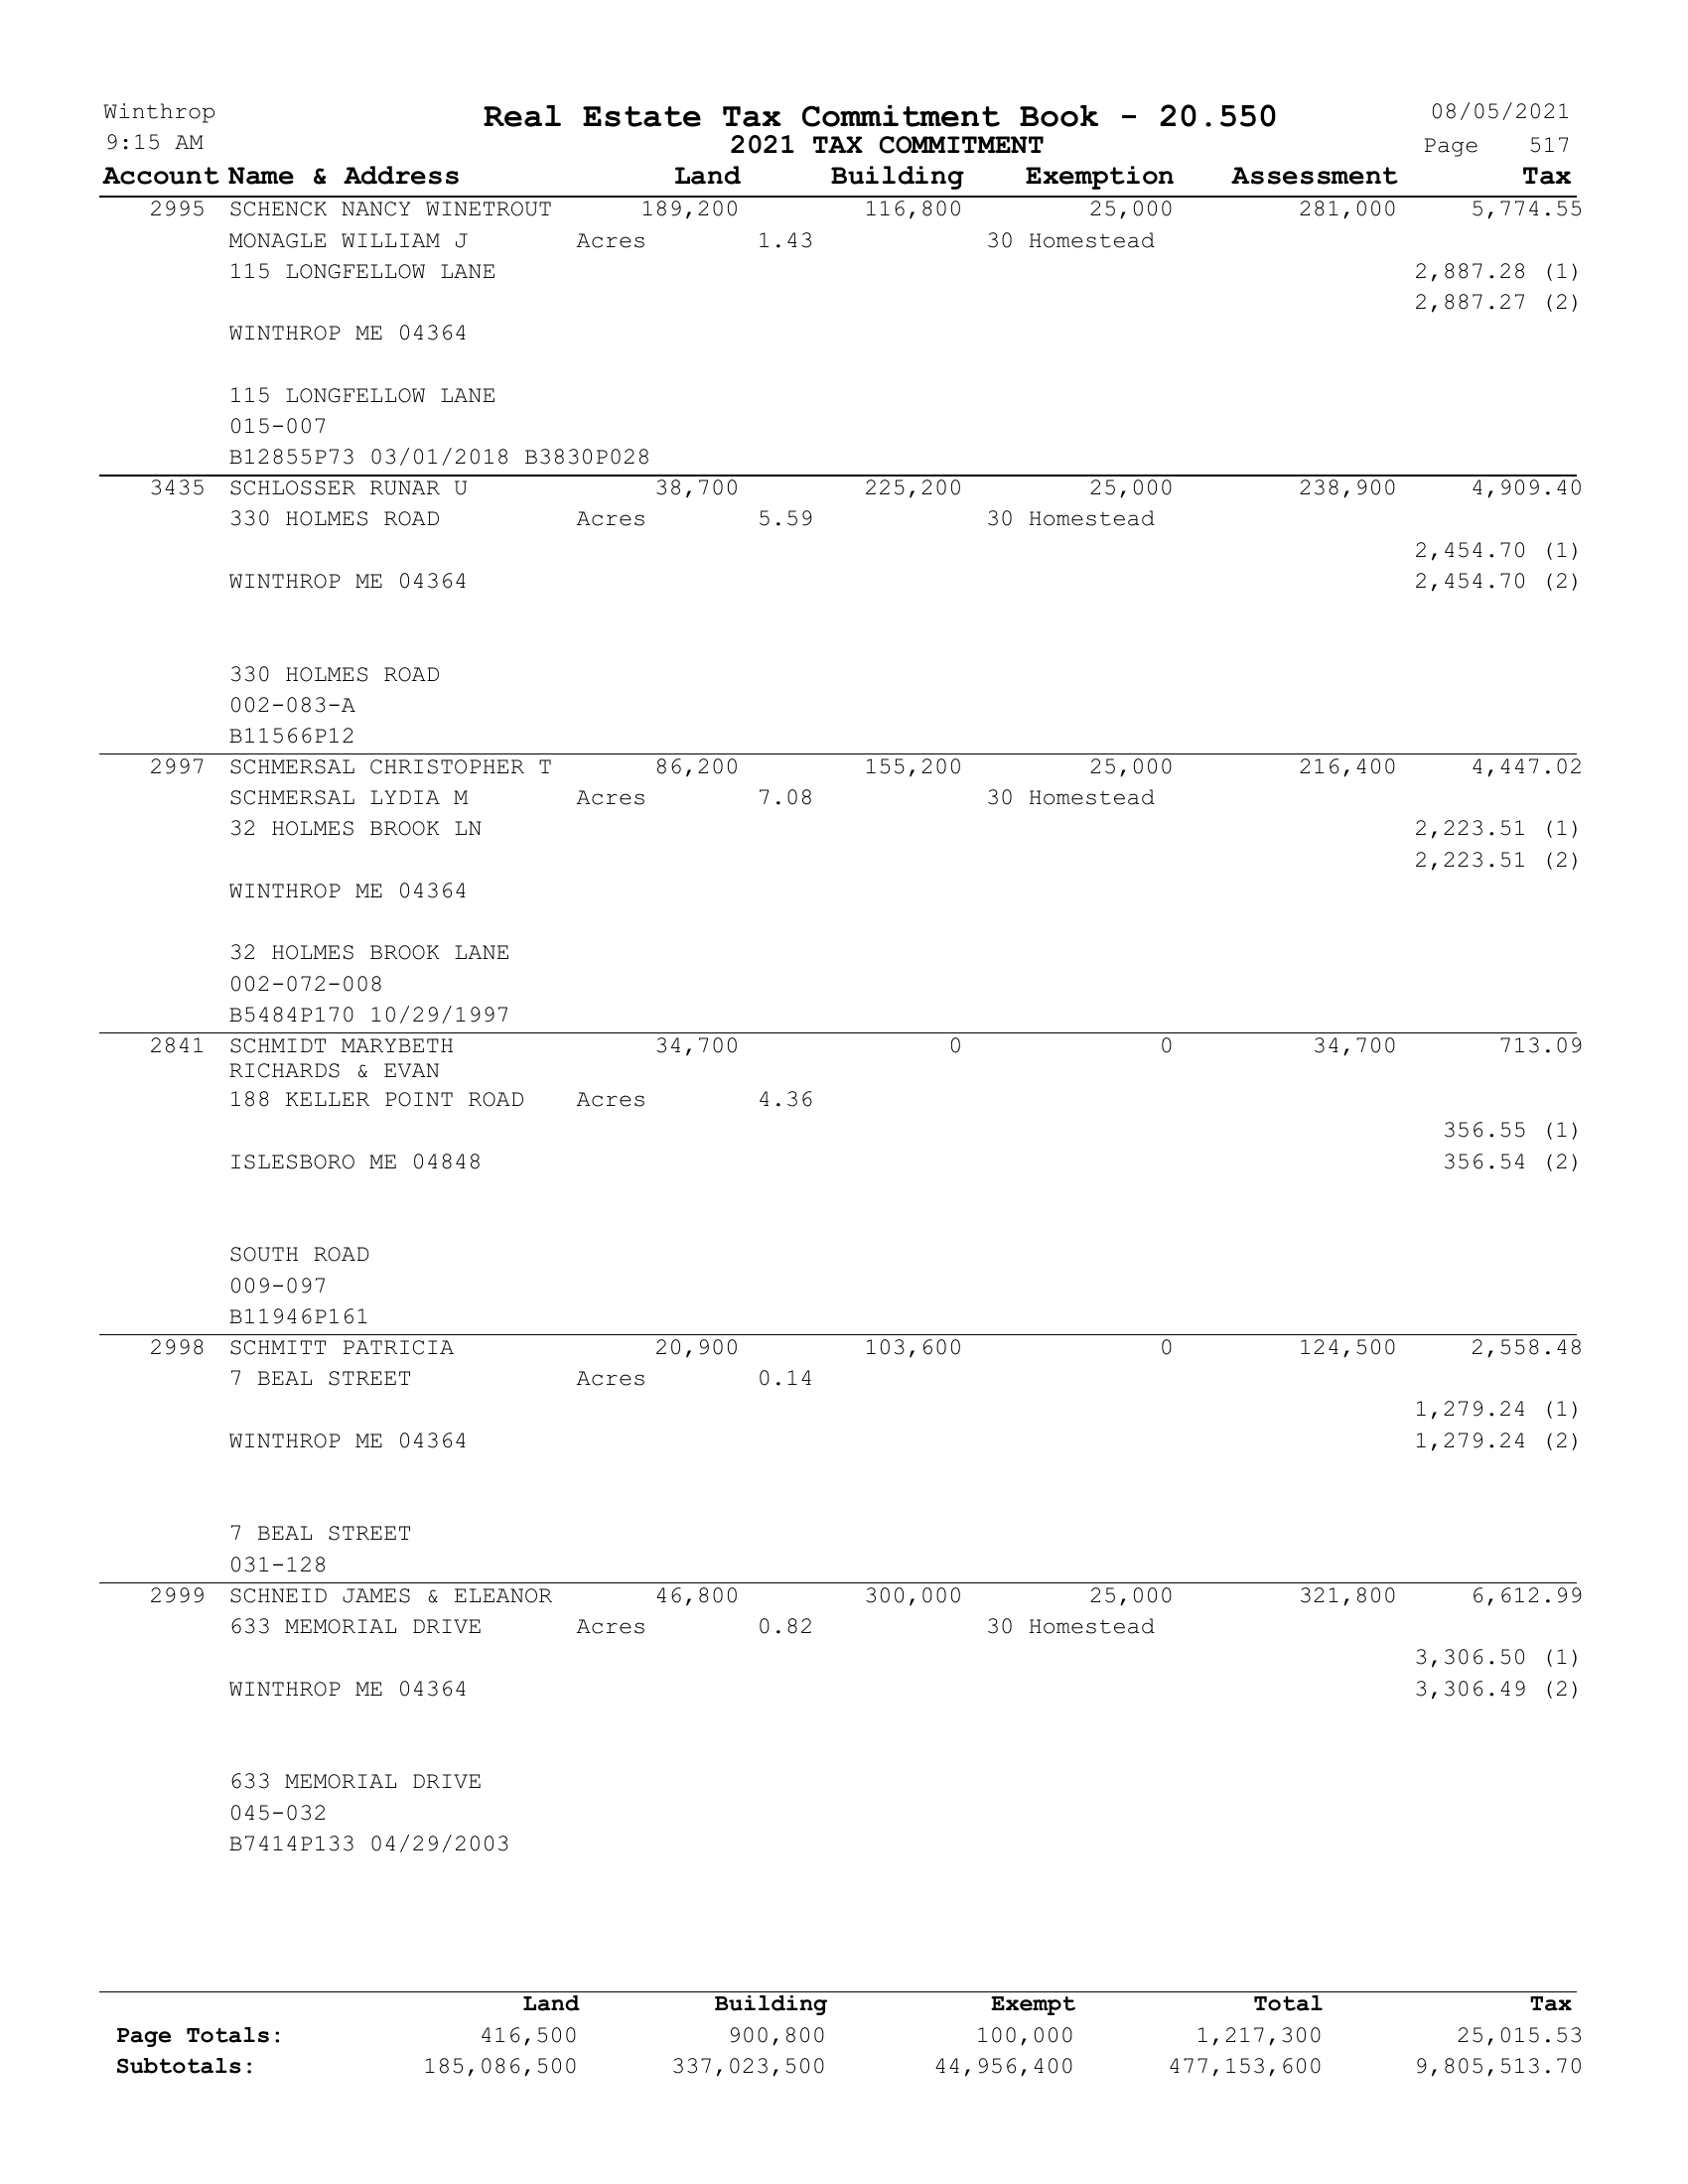 Winthrop Real Estate Tax Commitment Book - 20.550 08/05/2021
9:15 AM 2021 TAX COMMITMENT Page 517
Account Name & Address Land Building Exemption Assessment Tax
2995 SCHENCK NANCY WINETROUT 189,200 116,800 25,000 281,000 5,774.55
MONAGLE WILLIAM J Acres 1.43 30 Homestead
115 LONGFELLOW LANE 2,887.28 (1)
2,887.27 (2)
WINTHROP ME 04364
115 LONGFELLOW LANE
015-007
B12855P73 03/01/2018 B3830P028
3435 SCHLOSSER RUNAR U 38,700 225,200 25,000 238,900 4,909.40
330 HOLMES ROAD Acres 5.59 30 Homestead
2,454.70 (1)
WINTHROP ME 04364 2,454.70 (2)
330 HOLMES ROAD
002-083-A
B11566P12
2997 SCHMERSAL CHRISTOPHER T 86,200 155,200 25,000 216,400 4,447.02
SCHMERSAL LYDIA M Acres 7.08 30 Homestead
32 HOLMES BROOK LN 2,223.51 (1)
2,223.51 (2)
WINTHROP ME 04364
32 HOLMES BROOK LANE
002-072-008
B5484P170 10/29/1997
2841 SCHMIDT MARYBETH 34,700 0 0 34,700 713.09
RICHARDS & EVAN
188 KELLER POINT ROAD Acres 4.36
356.55 (1)
ISLESBORO ME 04848 356.54 (2)
SOUTH ROAD
009-097
B11946P161
2998 SCHMITT PATRICIA 20,900 103,600 0 124,500 2,558.48
7 BEAL STREET Acres 0.14
1,279.24 (1)
WINTHROP ME 04364 1,279.24 (2)
7 BEAL STREET
031-128
2999 SCHNEID JAMES & ELEANOR 46,800 300,000 25,000 321,800 6,612.99
633 MEMORIAL DRIVE Acres 0.82 30 Homestead
3,306.50 (1)
WINTHROP ME 04364 3,306.49 (2)
633 MEMORIAL DRIVE
045-032
B7414P133 04/29/2003
Land Building Exempt Total Tax
Page Totals: 416,500 900,800 100,000 1,217,300 25,015.53
Subtotals: 185,086,500 337,023,500 44,956,400 477,153,600 9,805,513.70